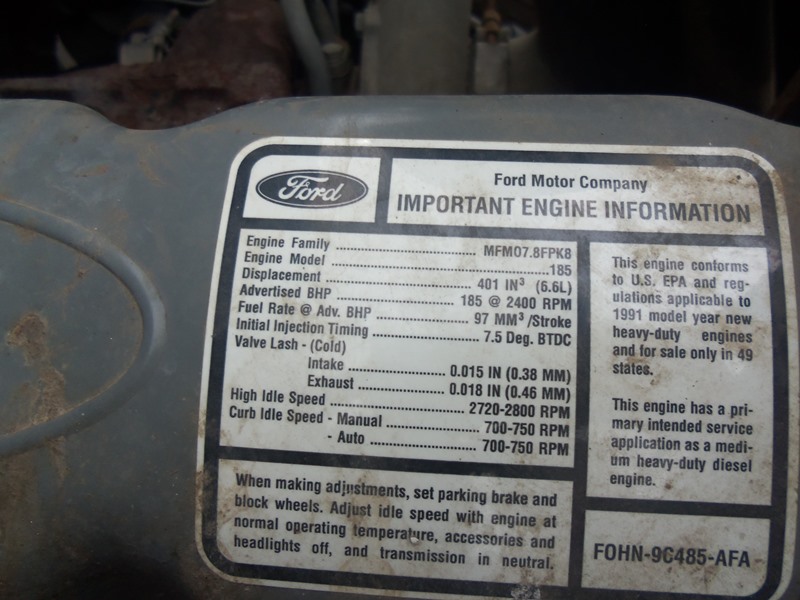 Ford
Ford Motor Company
IMPORTANT ENGINE INFORMATION
Engine Family ........................................ MFM07.8FPK8
Engine Model ........................................................185
Displacement ................................... 401 IN³ (6.6L)
Advertised BHP ............................. 185 @ 2400 RPM
Fuel Rate @ Adv. BHP ..................... 97 MM³ /Stroke
Initial Injection Timing ....................... 7.5 Deg. BTDC
Valve Lash - (Cold)
Intake ..................... 0.015 IN (0.38 MM)
Exhaust ................... 0.018 IN (0.46 MM)
High Idle Speed ............................ 2720-2800 RPM
Curb Idle Speed - Manual ..................... 700-750 RPM
- Auto ........................ 700-750 RPM
This engine conforms
to U.S. EPA and reg-
ulations applicable to
1991 model year new
heavy-duty engines
and for sale only in 49
states.
This engine has a pri-
mary intended service
application as a medi-
um heavy-duty diesel
engine.
When making adjustments, set parking brake and
block wheels. Adjust idle speed with engine at
normal operating temperature, accessories and
headlights off, and transmission in neutral.
FOHN-9C485-AFA